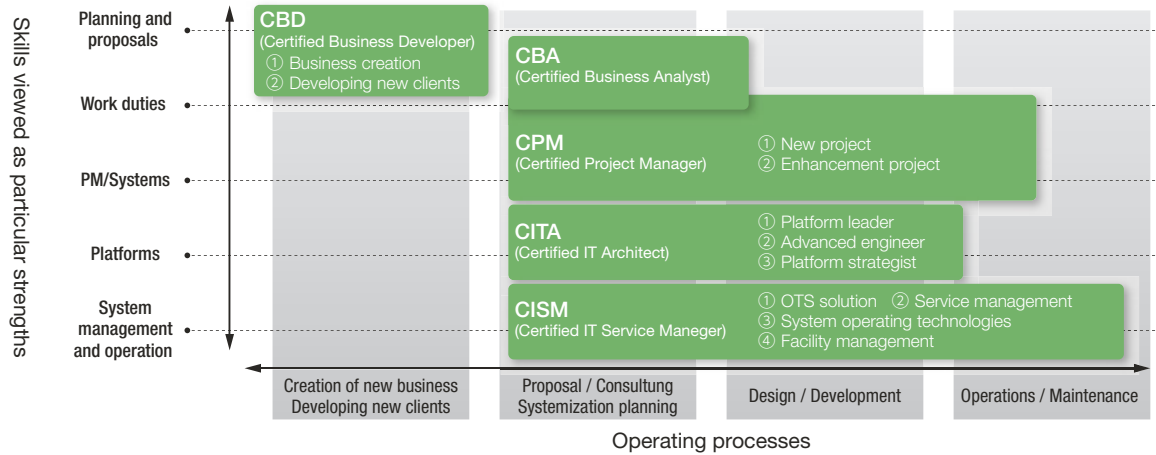 Skills viewed as particular strengths
Planning and
proposals
Work duties
PM/Systems
Platforms
System
management
and operation
CBD
(Certified Business Developer)
① Business creation
② Developing new clients
CBA
(Certified Business Analyst)
CPM
(Certified Project Manager)
① New project
② Enhancement project
CITA
(Certified IT Architect)
① Platform leader
② Advanced engineer
③ Platform strategist
CISM
(Certified IT Service Maneger)
① OTS solution ② Service management
③ System operating technologies
④ Facility management
Creation of new business
Developing new clients
Proposal / Consultung
Systemization planning
Design / Development
Operations / Maintenance
Operating processes